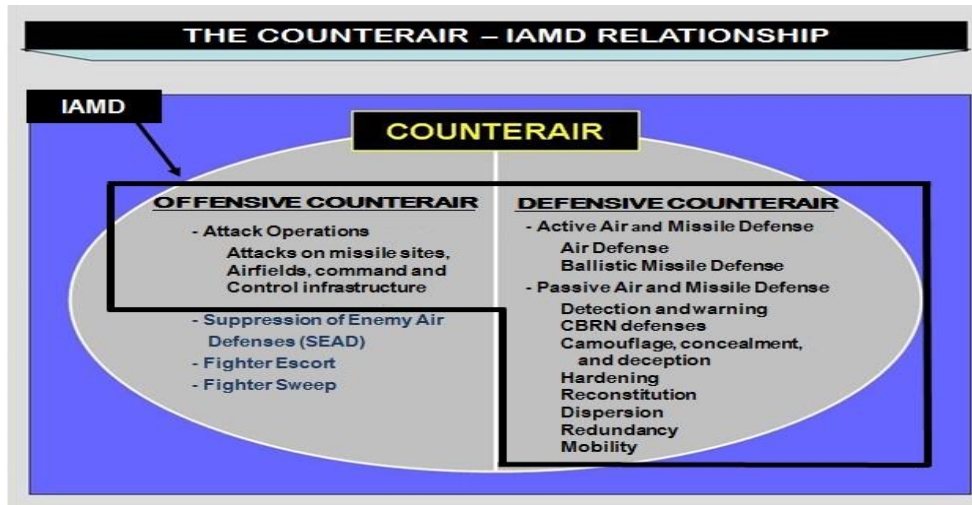 THE COUNTERAIR – IAMD RELATIONSHIP
IAMD
COUNTERAIR
OFFENSIVE COUNTERAIR
- Attack Operations
Attacks on missile sites,
Airfields, command and
Control infrastructure
- Suppression of Enemy Air
Defenses (SEAD)
- Fighter Escort
- Fighter Sweep
DEFENSIVE COUNTERAIR
- Active Air and Missile Defense
Air Defense
Ballistic Missile Defense
- Passive Air and Missile Defense
Detection and warning
CBRN defenses
Camouflage, concealment,
and deception
Hardening
Reconstitution
Dispersion
Redundancy
Mobility